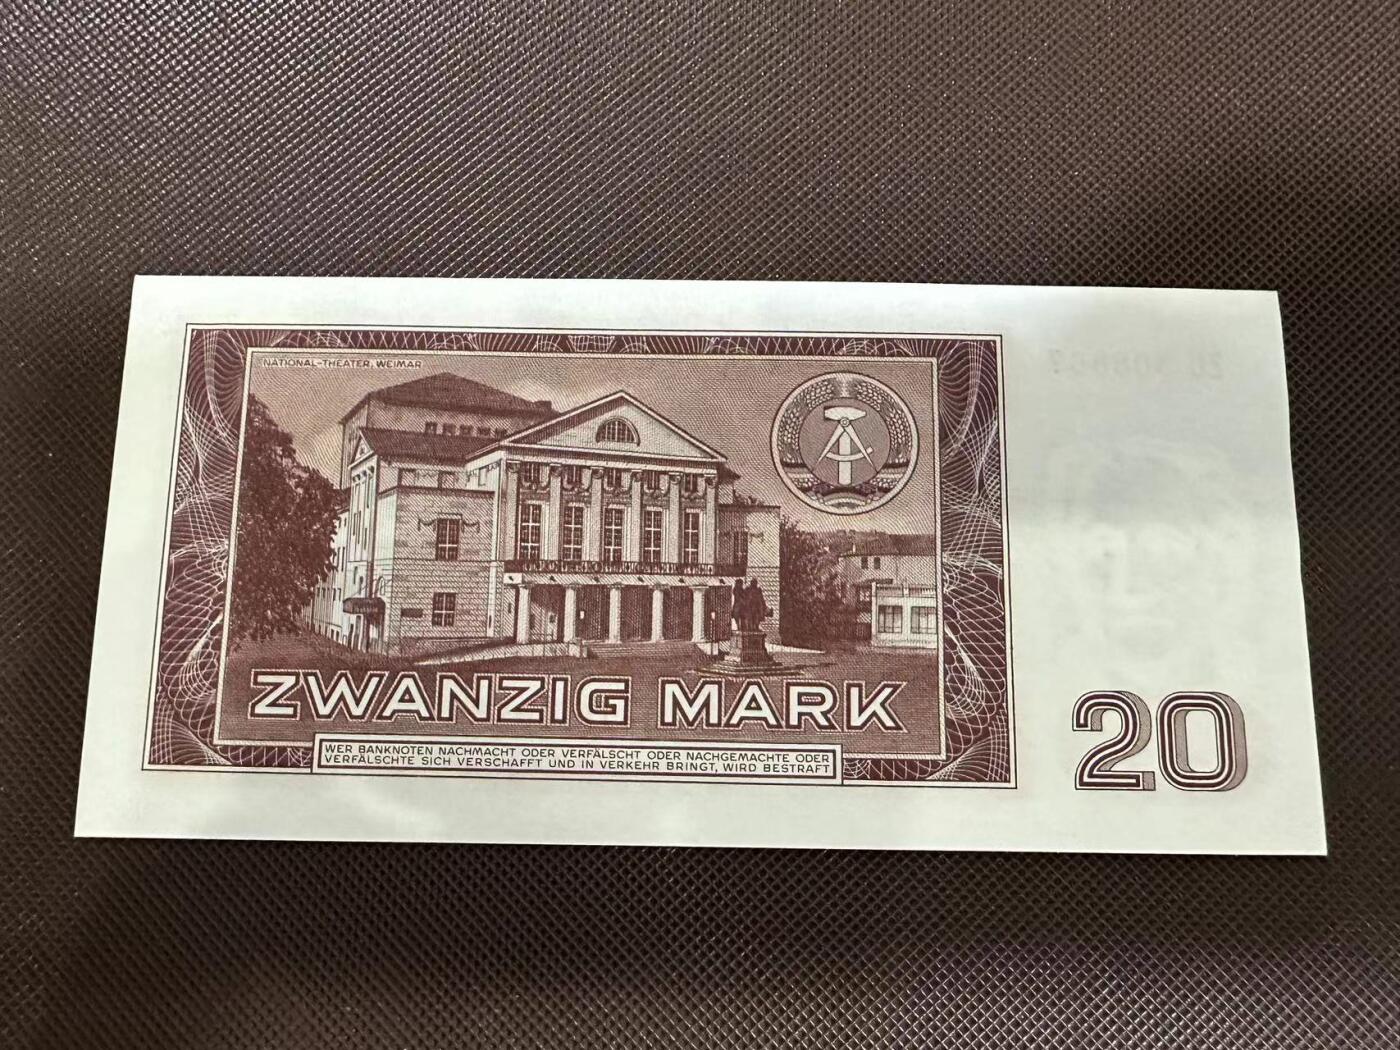 NATIONAL-THEATER, WEIMAR
ZWANZIG MARK
WER BANKNOTEN NACHMACHT ODER VERFÄLSCHT ODER NACHGEMACHTE ODER
VERFÄLSCHTE SICH VERSCHAFFT UND IN VERKEHR BRINGT, WIRD BESTRAFT
20